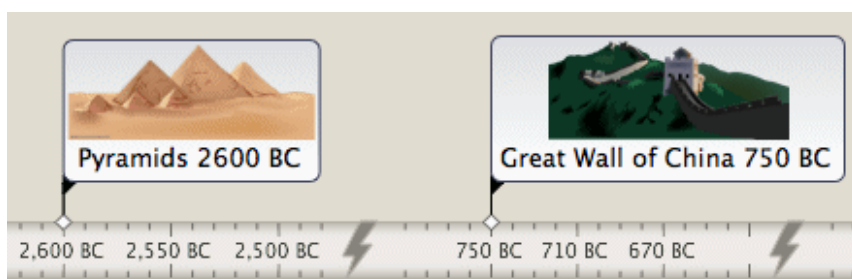 Pyramids 2600 BC
Great Wall of China 750 BC
2,600 BC 2,550 BC 2,500 BC 750 BC 710 BC 670 BC